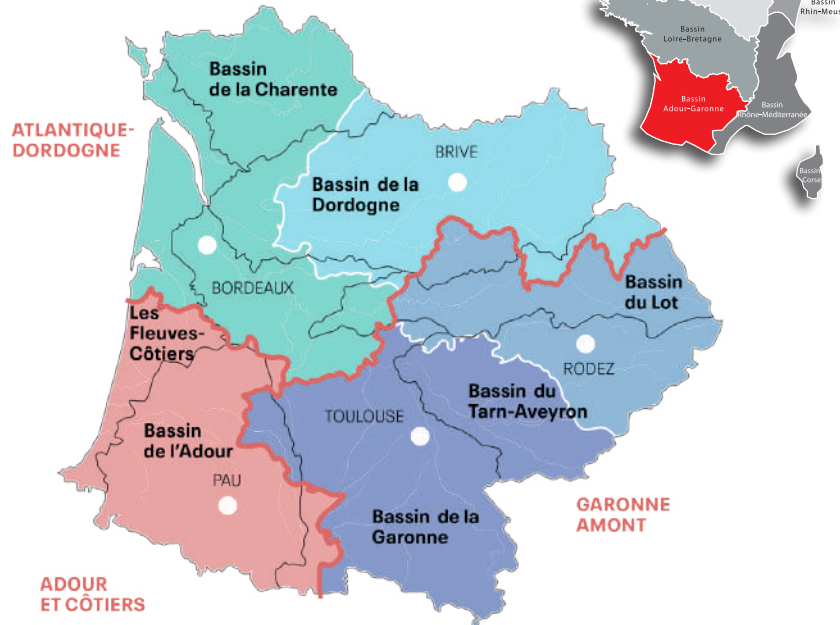 Bassin
Rhin-Meus
Bassin
Loire-Bretagne
Bassin
Adour-Garonne
Bassin
Rhône-Méditerranée
Bassin
Corse
Bassin
de la Charente
ATLANTIQUE-
DORDOGNE
BRIVE
Bassin de la
Dordogne
BORDEAUX
Bassin
du Lot
Les
Fleuves-
Côtiers
RODEZ
Bassin du
Tarn-Aveyron
TOULOUSE
Bassin
de l'Adour
PAU
GARONNE
AMONT
Bassin de la
Garonne
ADOUR
ET CÔTIERS